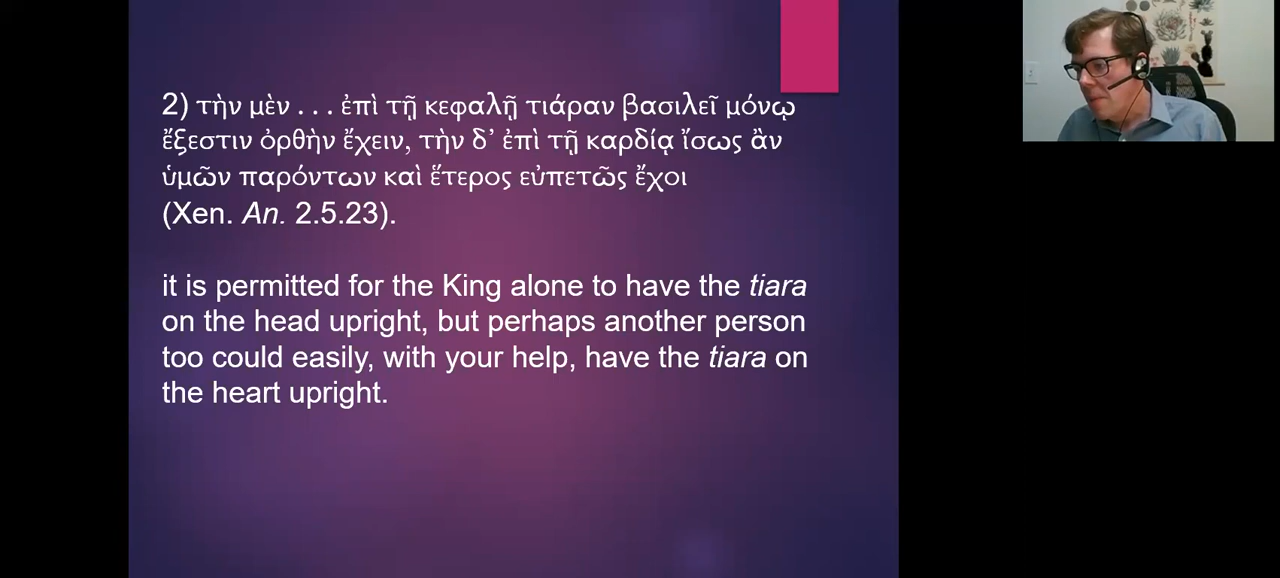 2) τὴν μὲν . . . ἐπὶ τῇ κεφαλῇ τιάραν βασιλεῖ μόνῳ
ἔξεστιν ὀρθὴν ἔχειν, τὴν δ’ ἐπὶ τῇ καρδίᾳ ἴσως ἂν
ὑμῶν παρόντων καὶ ἕτερος εὐπετῶς ἔχοι
(Xen. An. 2.5.23).
it is permitted for the King alone to have the tiara
on the head upright, but perhaps another person
too could easily, with your help, have the tiara on
the heart upright.